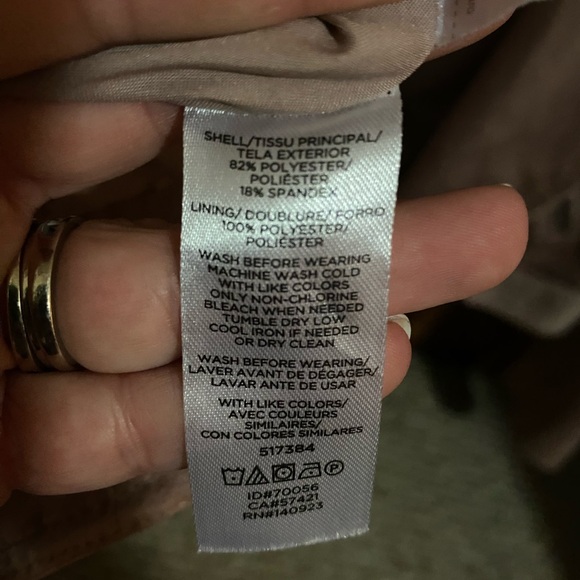 SHELL/TISSU PRINCIPAL/
TELA EXTERIOR
82% POLYESTER/
POLIÉSTER
18% SPANDEX
LINING/ DOUBLURE/ FORRO
100% POLYESTER/
POLIÉSTER
WASH BEFORE WEARING
MACHINE WASH COLD
WITH LIKE COLORS
ONLY NON-CHLORINE
BLEACH WHEN NEEDED
TUMBLE DRY LOW
COOL IRON IF NEEDED
OR DRY CLEAN
WASH BEFORE WEARING/
LAVER AVANT DE DÉGAGER/
LAVAR ANTE DE USAR
WITH LIKE COLORS/
AVEC COULEURS
SIMILAIRES/
CON COLORES SIMILARES
517384
ID#70056
CA#57421
RN#140923